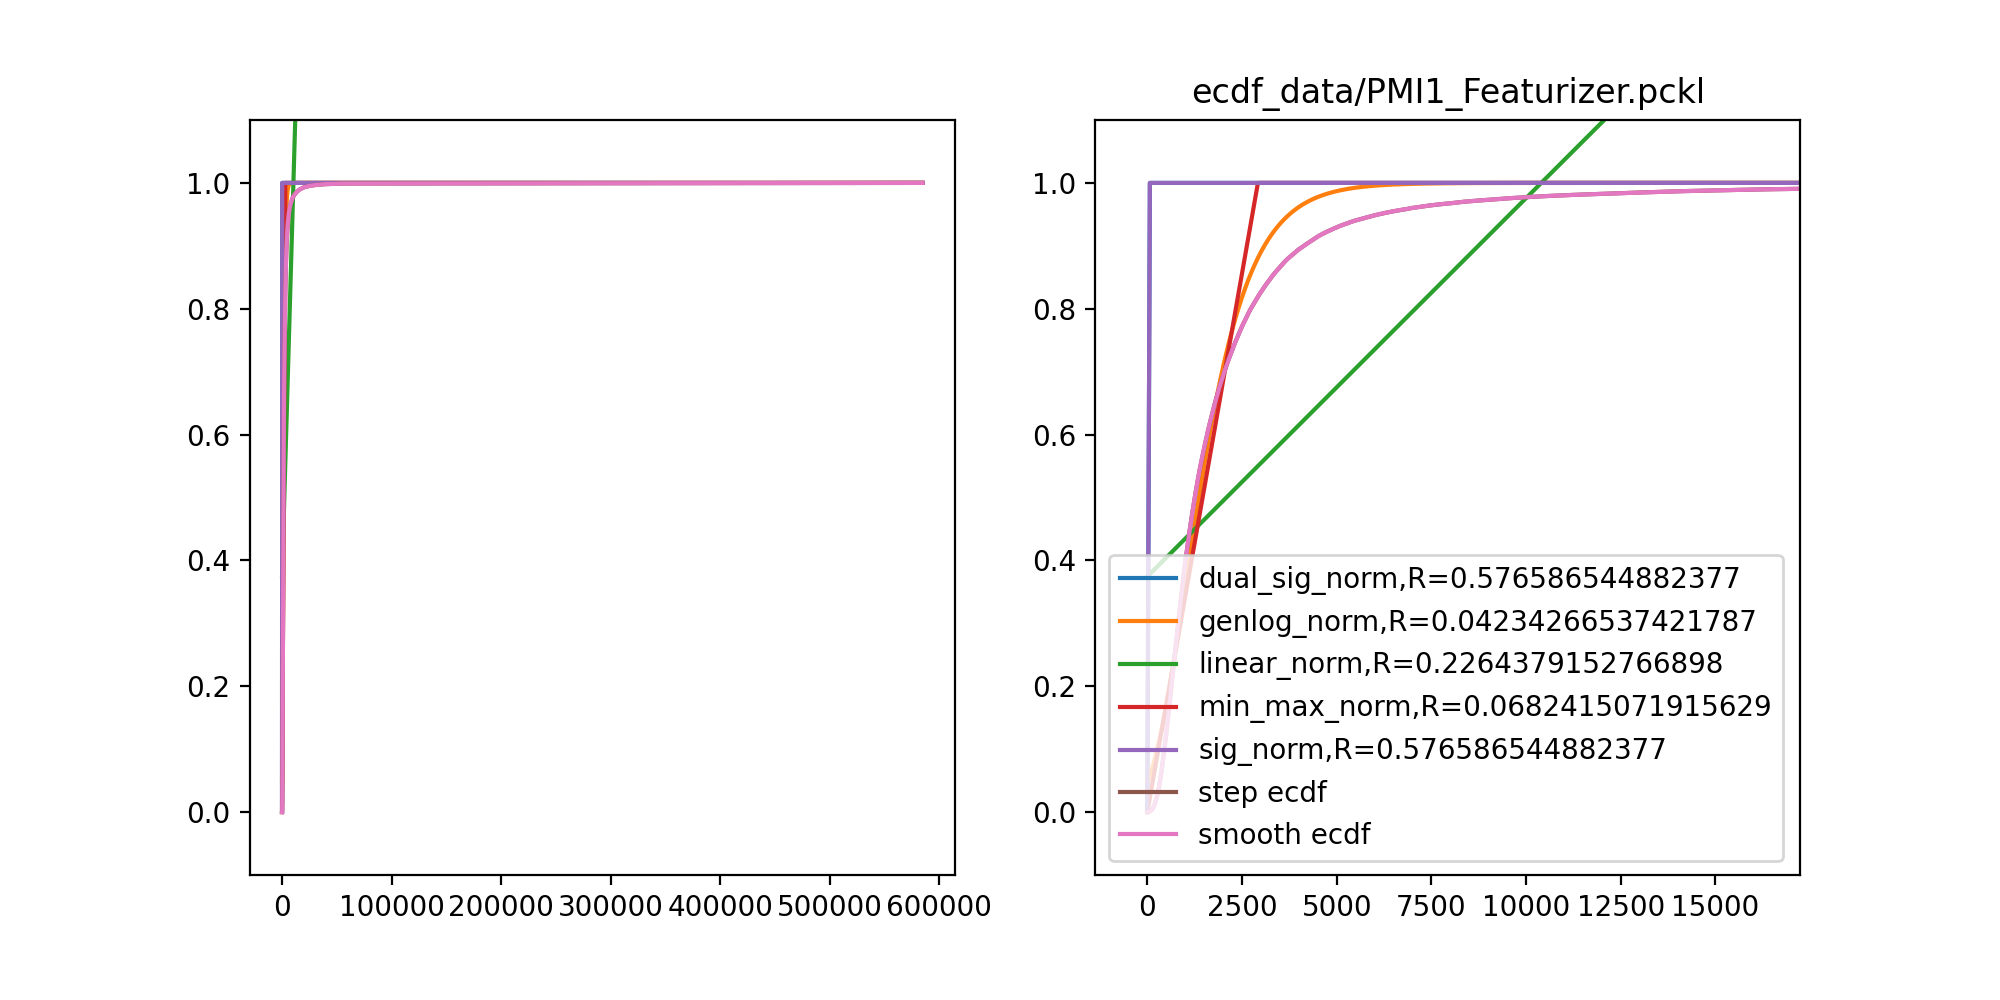 ecdf_data/PMI1_Featurizer.pckl
1.0
0.8
0.6
0.4
0.2
0.0
0 100000 200000 300000 400000 500000 600000
1.0
0.8
0.6
0.4
0.2
0.0
dual_sig_norm,R=0.576586544882377
genlog_norm,R=0.04234266537421787
linear_norm,R=0.2264379152766898
min_max_norm,R=0.0682415071915629
sig_norm,R=0.576586544882377
step ecdf
smooth ecdf
0 2500 5000 7500 10000 12500 15000